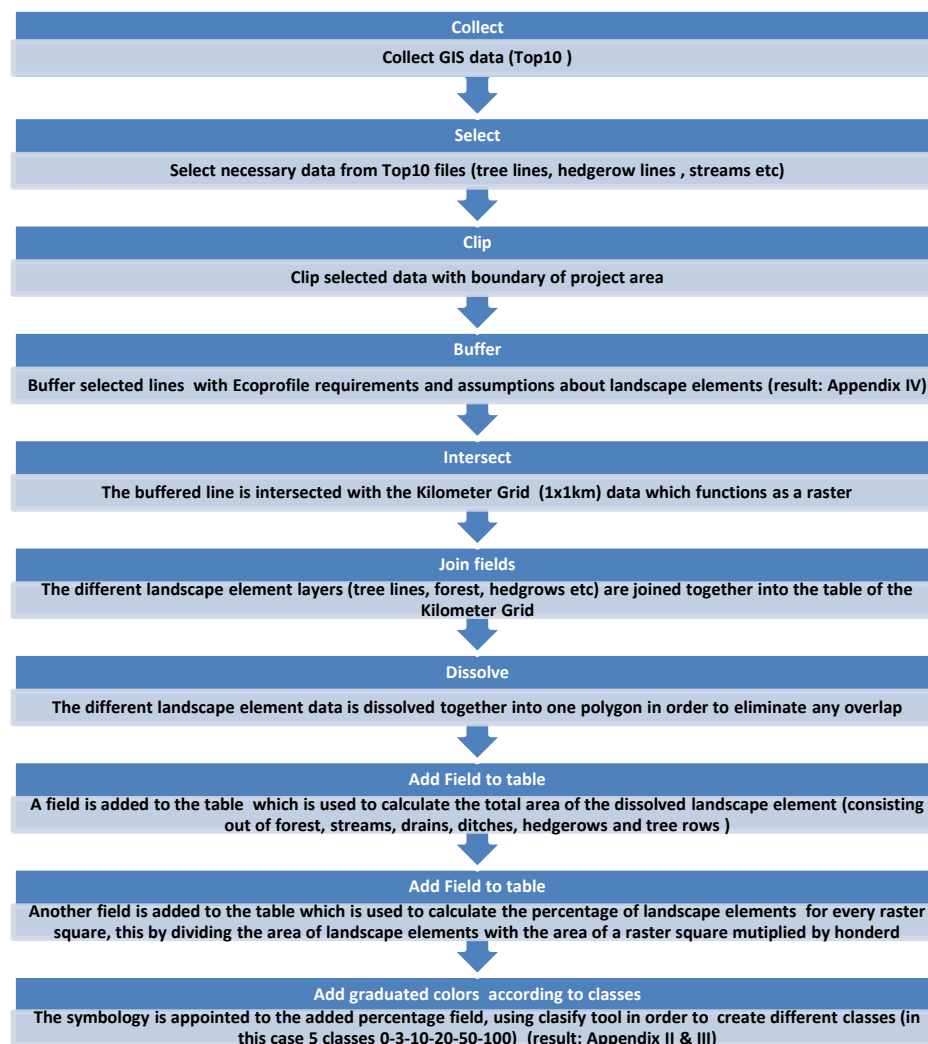 Collect
Collect GIS data (Top10 )
Select
Select necessary data from Top10 files (tree lines, hedgerow lines , streams etc)
Clip
Clip selected data with boundary of project area
Buffer
Buffer selected lines with Ecoprofile requirements and assumptions about landscape elements (result: Appendix IV)
Intersect
The buffered line is intersected with the Kilometer Grid (1x1km) data which functions as a raster
Join fields
The different landscape element layers (tree lines, forest, hedgrows etc) are joined together into the table of the
Kilometer Grid
Dissolve
The different landscape element data is dissolved together into one polygon in order to eliminate any overlap
Add Field to table
A field is added to the table which is used to calculate the total area of the dissolved landscape element (consisting
out of forest, streams, drains, ditches, hedgerows and tree rows )
Add Field to table
Another field is added to the table which is used to calculate the percentage of landscape elements for every raster
square, this by dividing the area of landscape elements with the area of a raster square mutiplied by honderd
Add graduated colors according to classes
The symbology is appointed to the added percentage field, using clasify tool in order to create different classes (in
this case 5 classes 0-3-10-20-50-100) (result: Appendix II & III)